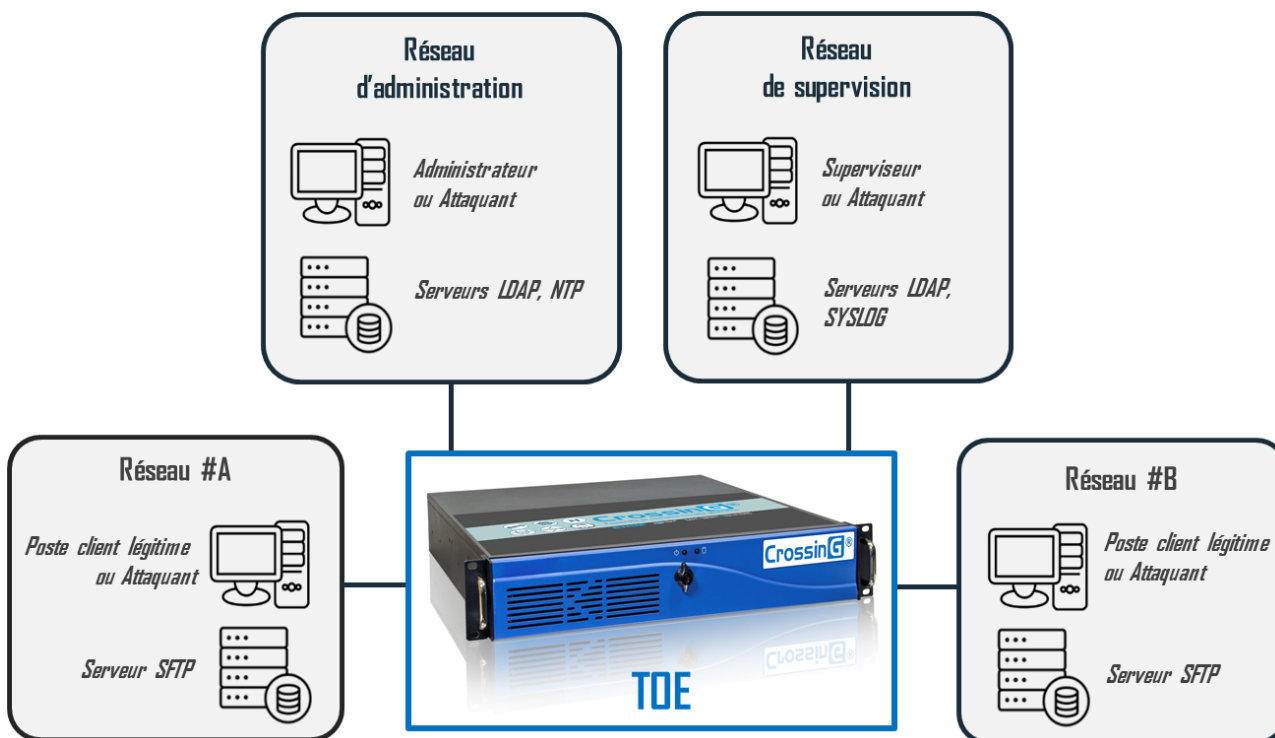 Réseau
d'administration
Administrateur
ou Attaquant
Serveurs LDAP, NTP
Réseau
de supervision
Superviseur
ou Attaquant
Serveurs LDAP,
SYSLOG
Réseau #A
Poste client légitime
ou Attaquant
Serveur SFTP
CrossinG®
CrossinG®
TOE
Réseau #B
Poste client légitime
ou Attaquant
Serveur SFTP